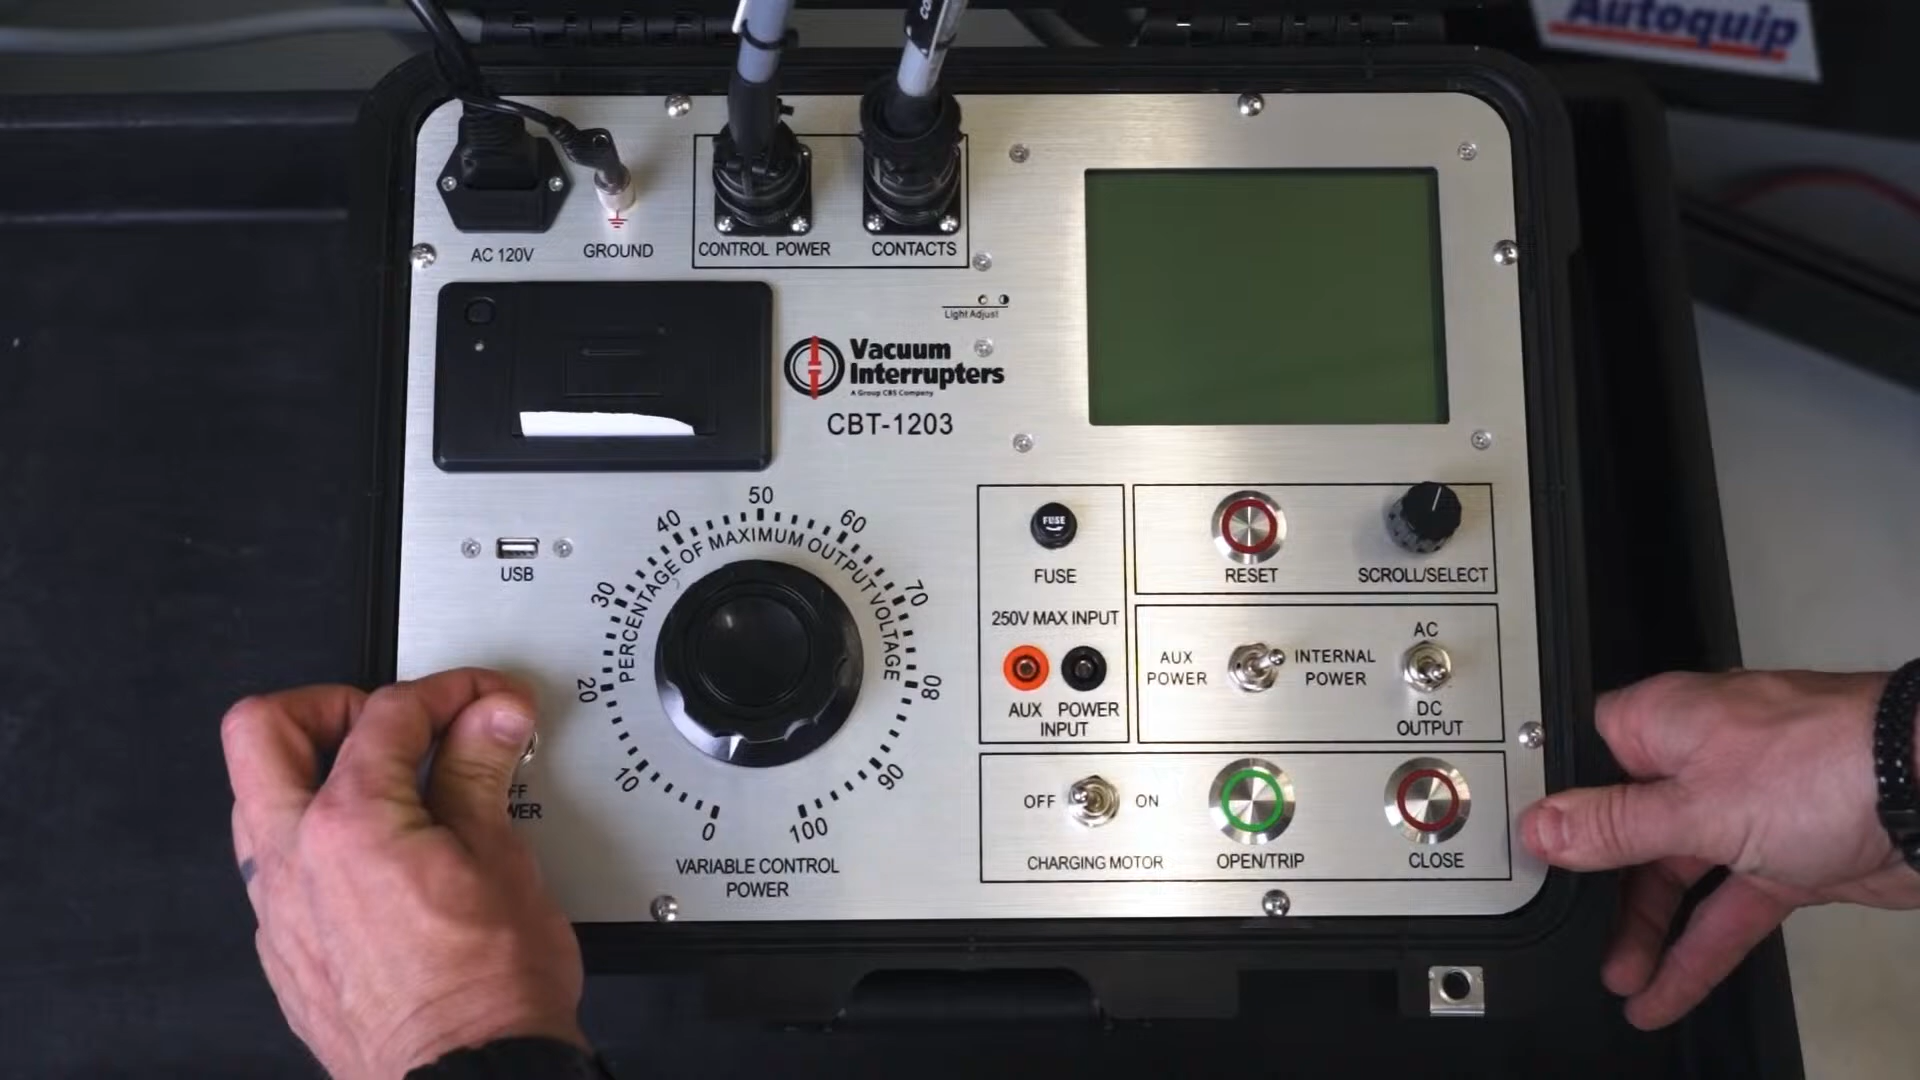 Autoquip
CO
AC 120V
GROUND
CONTROL POWER
CONTACTS
Light Adjust
Vacuum
Interrupters
A Group CBS Company
CBT-1203
USB
0
10
20
30
40
50
60
70
80
90
100
PERCENTAGE OF MAXIMUM OUTPUT VOLTAGE
VARIABLE CONTROL
POWER
FF
WER
FUSE
FUSE
250V MAX INPUT
AUX POWER
INPUT
RESET
SCROLL/SELECT
AUX
POWER
INTERNAL
POWER
AC
DC
OUTPUT
OFF
ON
CHARGING MOTOR
OPEN/TRIP
CLOSE